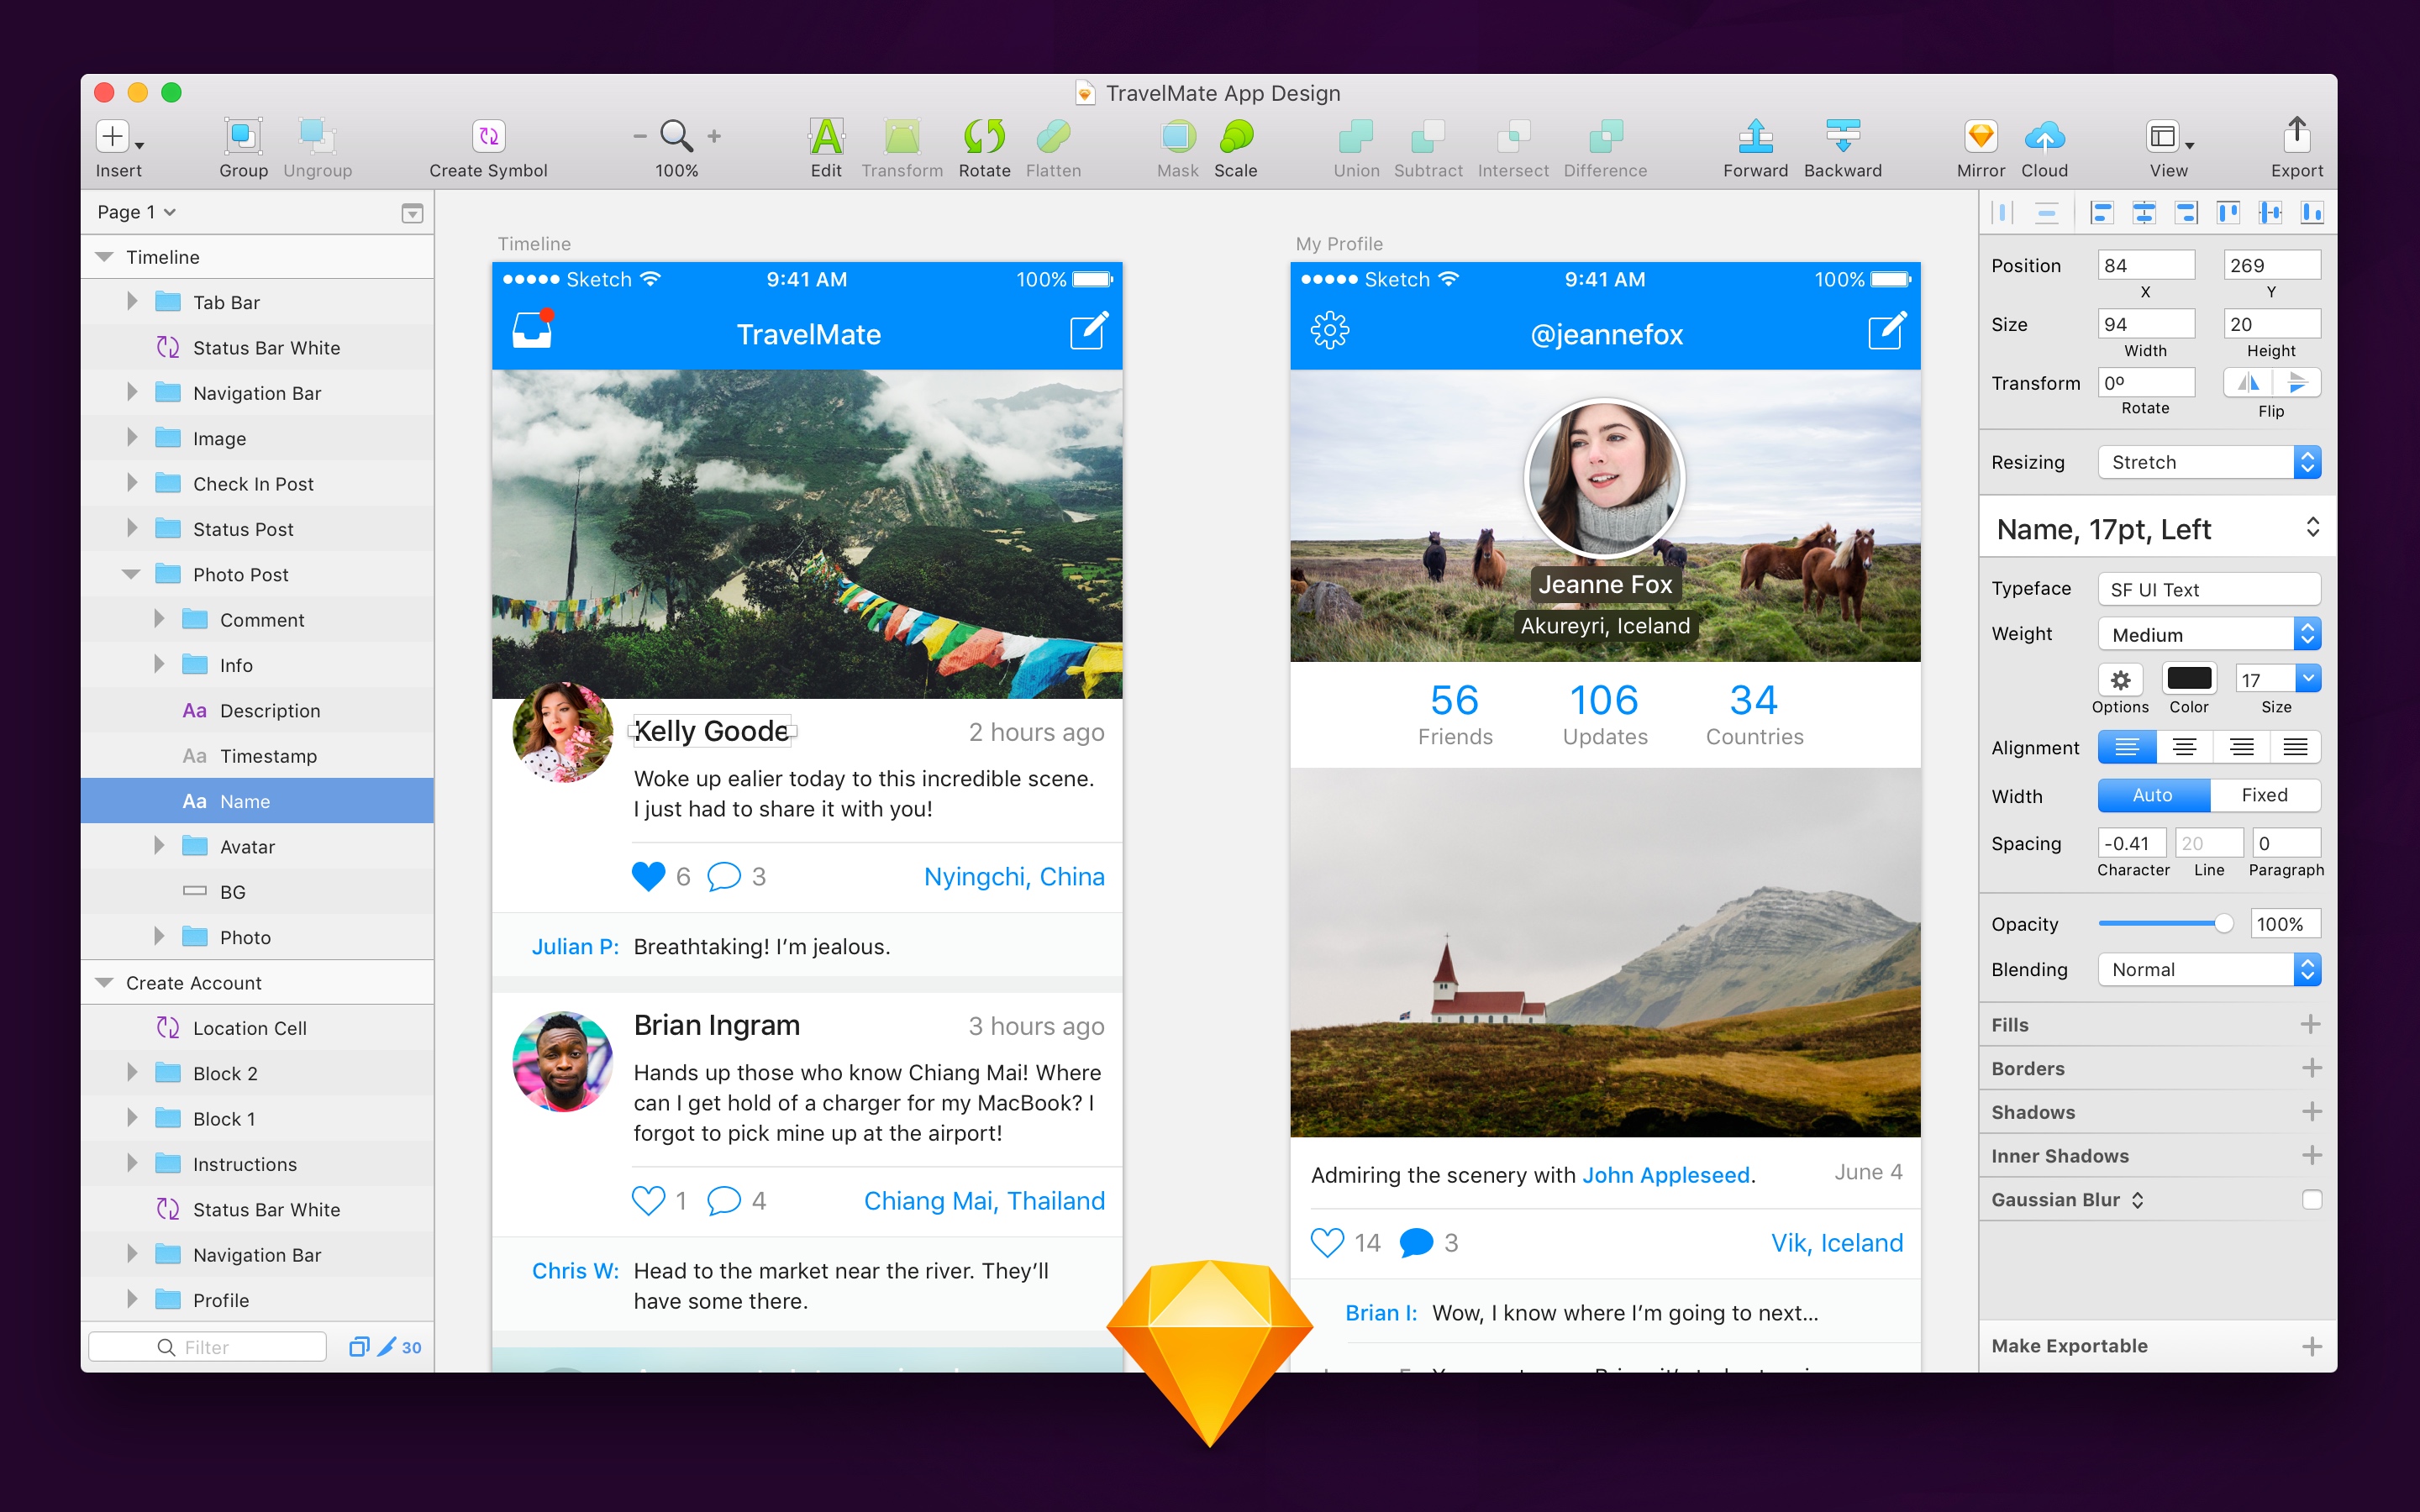 TravelMate App Design
Insert
Group
Ungroup
Create Symbol
100%
Edit
Transform
Rotate
Flatten
Mask
Scale
Union
Subtract
Intersect
Difference
Forward
Backward
Mirror
Cloud
View
Export
Page 1
Timeline
Tab Bar
Status Bar White
Navigation Bar
Image
Check In Post
Status Post
Photo Post
Comment
Info
Aa Description
Aa Timestamp
Aa Name
Avatar
BG
Photo
Create Account
Location Cell
Block 2
Block 1
Instructions
Status Bar White
Navigation Bar
Profile
Filter
30
Timeline
Sketch 9:41 AM 100%
TravelMate
Kelly Goode 2 hours ago
Woke up ealier today to this incredible scene.
I just had to share it with you!
6 3 Nyingchi, China
Julian P: Breathtaking! I’m jealous.
Brian Ingram 3 hours ago
Hands up those who know Chiang Mai! Where
can I get hold of a charger for my MacBook? I
forgot to pick mine up at the airport!
1 4 Chiang Mai, Thailand
Chris W: Head to the market near the river. They’ll
have some there.
My Profile
Sketch 9:41 AM 100%
@jeannefox
Jeanne Fox
Akureyri, Iceland
56 106 34
Friends Updates Countries
Admiring the scenery with John Appleseed. June 4
14 3 Vik, Iceland
Brian I: Wow, I know where I’m going to next...
Position 84 269
X Y
Size 94 20
Width Height
Transform 0º
Rotate Flip
Resizing Stretch
Name, 17pt, Left
Typeface SF UI Text
Weight Medium
17
Options Color Size
Alignment
Width Auto Fixed
Spacing -0.41 20 0
Character Line Paragraph
Opacity 100%
Blending Normal
Fills
Borders
Shadows
Inner Shadows
Gaussian Blur
Make Exportable